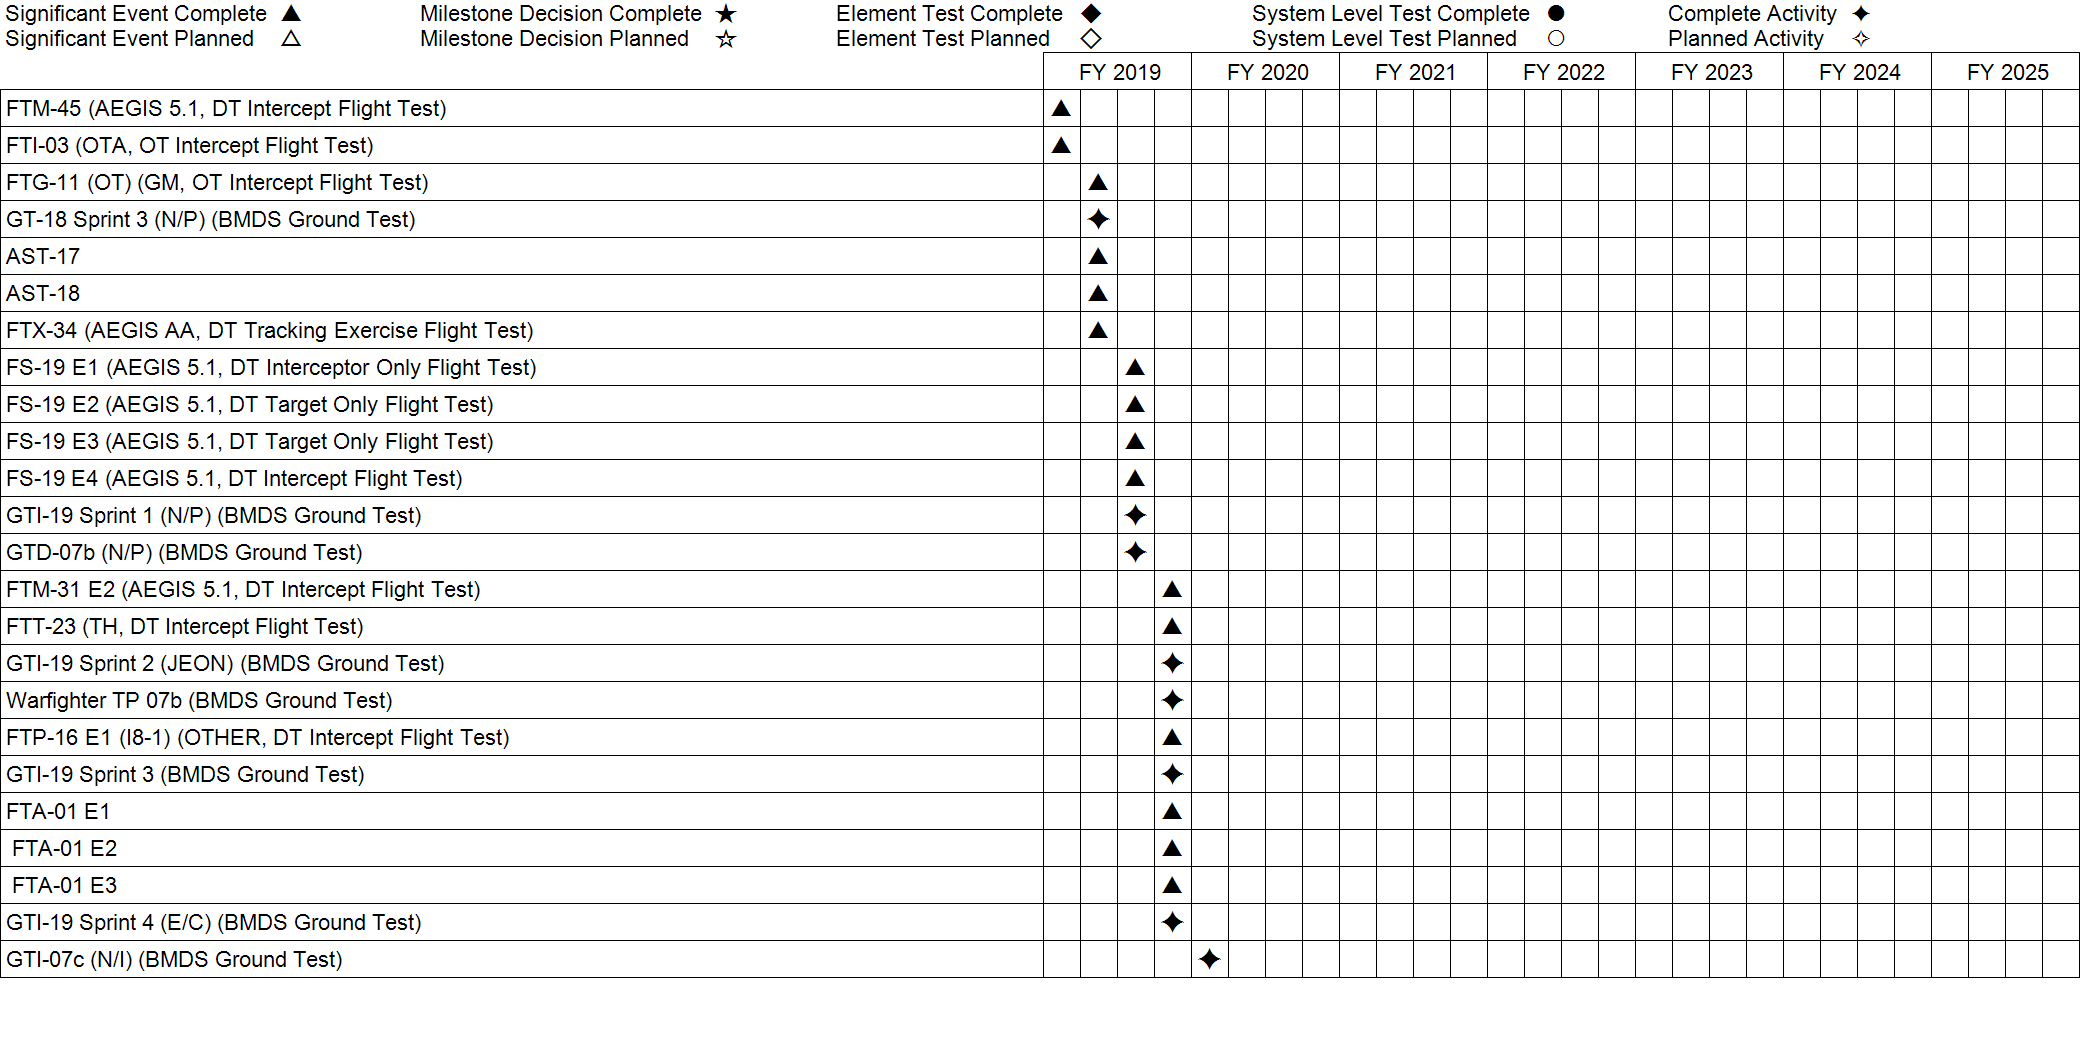 Significant Event Complete ▲ Milestone Decision Complete ★ Element Test Complete ◆ System Level Test Complete ● Complete Activity ✦
Significant Event Planned △ Milestone Decision Planned ☆ Element Test Planned ◇ System Level Test Planned ○ Planned Activity ✧
FY 2019 FY 2020 FY 2021 FY 2022 FY 2023 FY 2024 FY 2025
FTM-45 (AEGIS 5.1, DT Intercept Flight Test) ▲
FTI-03 (OTA, OT Intercept Flight Test) ▲
FTG-11 (OT) (GM, OT Intercept Flight Test) ▲
GT-18 Sprint 3 (N/P) (BMDS Ground Test) ✦
AST-17 ▲
AST-18 ▲
FTX-34 (AEGIS AA, DT Tracking Exercise Flight Test) ▲
FS-19 E1 (AEGIS 5.1, DT Interceptor Only Flight Test) ▲
FS-19 E2 (AEGIS 5.1, DT Target Only Flight Test) ▲
FS-19 E3 (AEGIS 5.1, DT Target Only Flight Test) ▲
FS-19 E4 (AEGIS 5.1, DT Intercept Flight Test) ▲
GTI-19 Sprint 1 (N/P) (BMDS Ground Test) ✦
GTD-07b (N/P) (BMDS Ground Test) ✦
FTM-31 E2 (AEGIS 5.1, DT Intercept Flight Test) ▲
FTT-23 (TH, DT Intercept Flight Test) ▲
GTI-19 Sprint 2 (JEON) (BMDS Ground Test) ✦
Warfighter TP 07b (BMDS Ground Test) ✦
FTP-16 E1 (I8-1) (OTHER, DT Intercept Flight Test) ▲
GTI-19 Sprint 3 (BMDS Ground Test) ✦
FTA-01 E1 ▲
FTA-01 E2 ▲
FTA-01 E3 ▲
GTI-19 Sprint 4 (E/C) (BMDS Ground Test) ✦
GTI-07c (N/I) (BMDS Ground Test) ✦